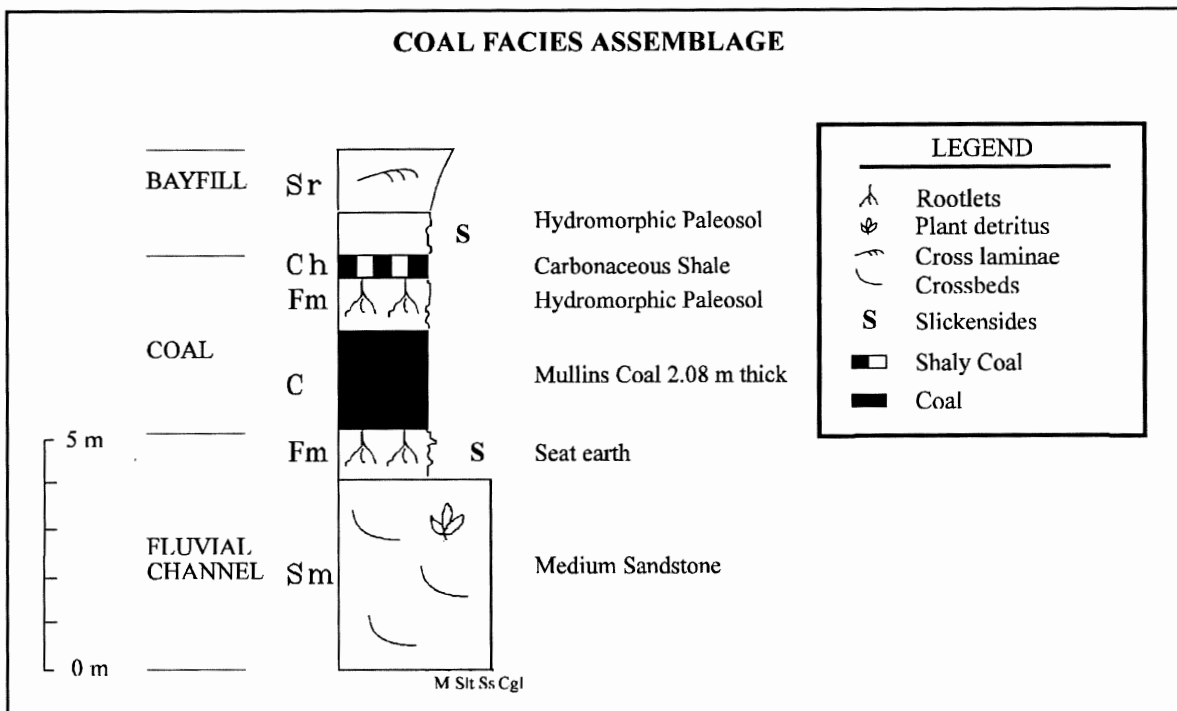 COAL FACIES ASSEMBLAGE
BAYFILL
Sr
S
Hydromorphic Paleosol
Ch
Carbonaceous Shale
Fm
Hydromorphic Paleosol
COAL
C
Mullins Coal 2.08 m thick
5 m
Fm
S
Seat earth
FLUVIAL
CHANNEL
Sm
Medium Sandstone
0 m
M Slt Ss Cgl
LEGEND
Rootlets
Plant detritus
Cross laminae
Crossbeds
S Slickensides
Shaly Coal
Coal